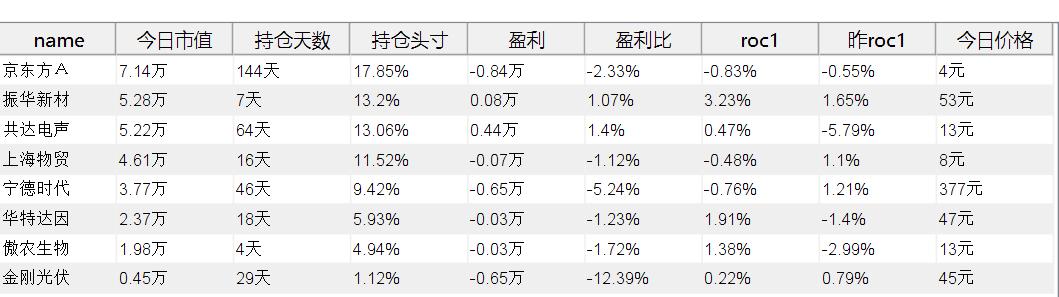 name 今日市值 持仓天数 持仓头寸 盈利 盈利比 roc1 昨roc1 今日价格
京东方A 7.14万 144天 17.85% -0.84万 -2.33% -0.83% -0.55% 4元
振华新材 5.28万 7天 13.2% 0.08万 1.07% 3.23% 1.65% 53元
共达电声 5.22万 64天 13.06% 0.44万 1.4% 0.47% -5.79% 13元
上海物贸 4.61万 16天 11.52% -0.07万 -1.12% -0.48% 1.1% 8元
宁德时代 3.77万 46天 9.42% -0.65万 -5.24% -0.76% 1.21% 377元
华特达因 2.37万 18天 5.93% -0.03万 -1.23% 1.91% -1.4% 47元
傲农生物 1.98万 4天 4.94% -0.03万 -1.72% 1.38% -2.99% 13元
金刚光伏 0.45万 29天 1.12% -0.65万 -12.39% 0.22% 0.79% 45元